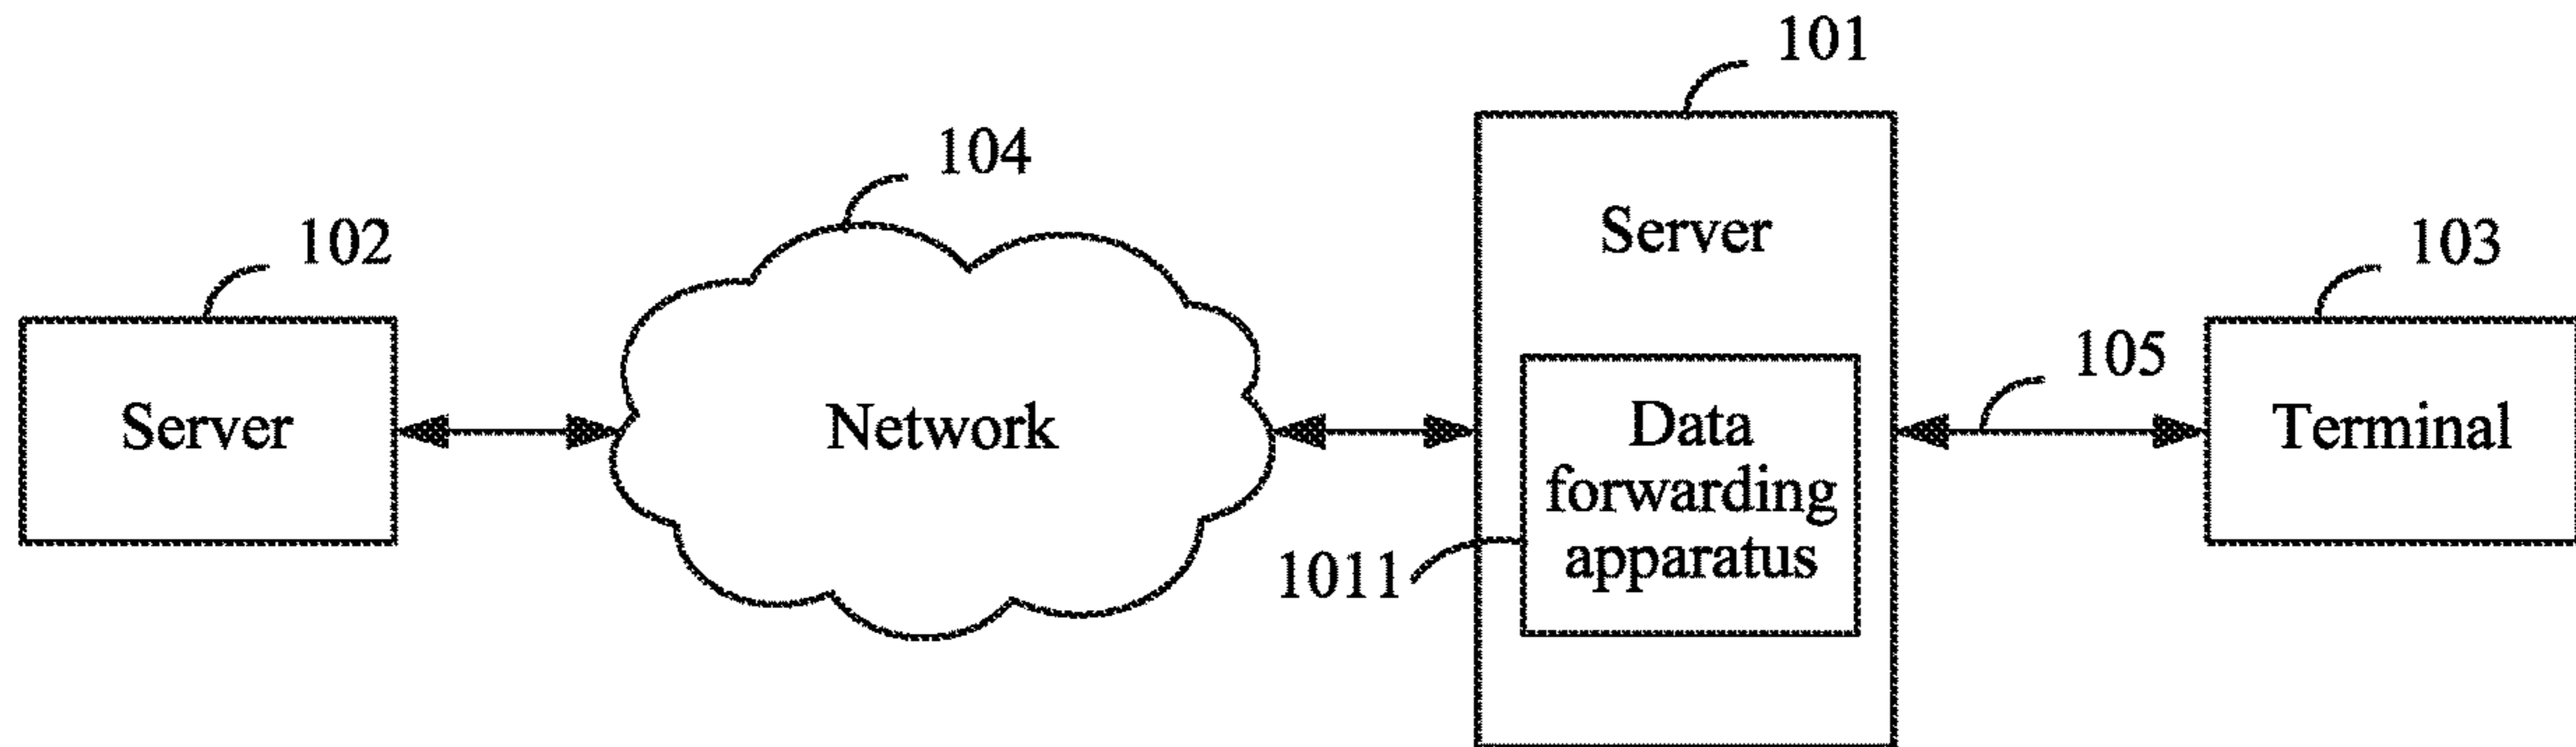 101
104
102
Server
103
105
Server
Network
Data
forwarding
apparatus
Terminal
1011